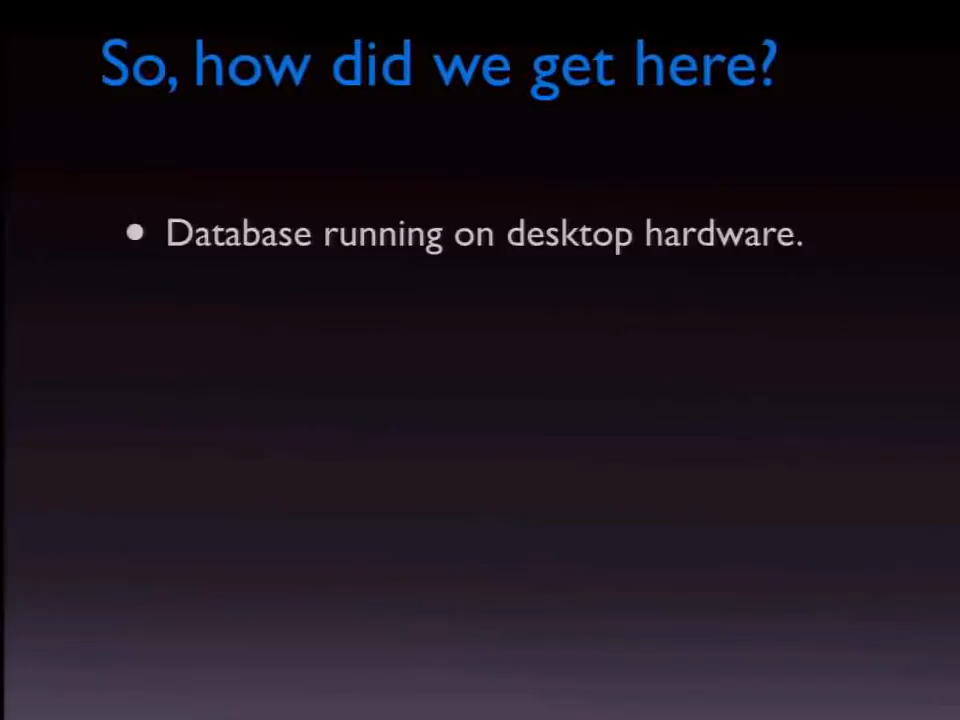 So, how did we get here?
• Database running on desktop hardware.